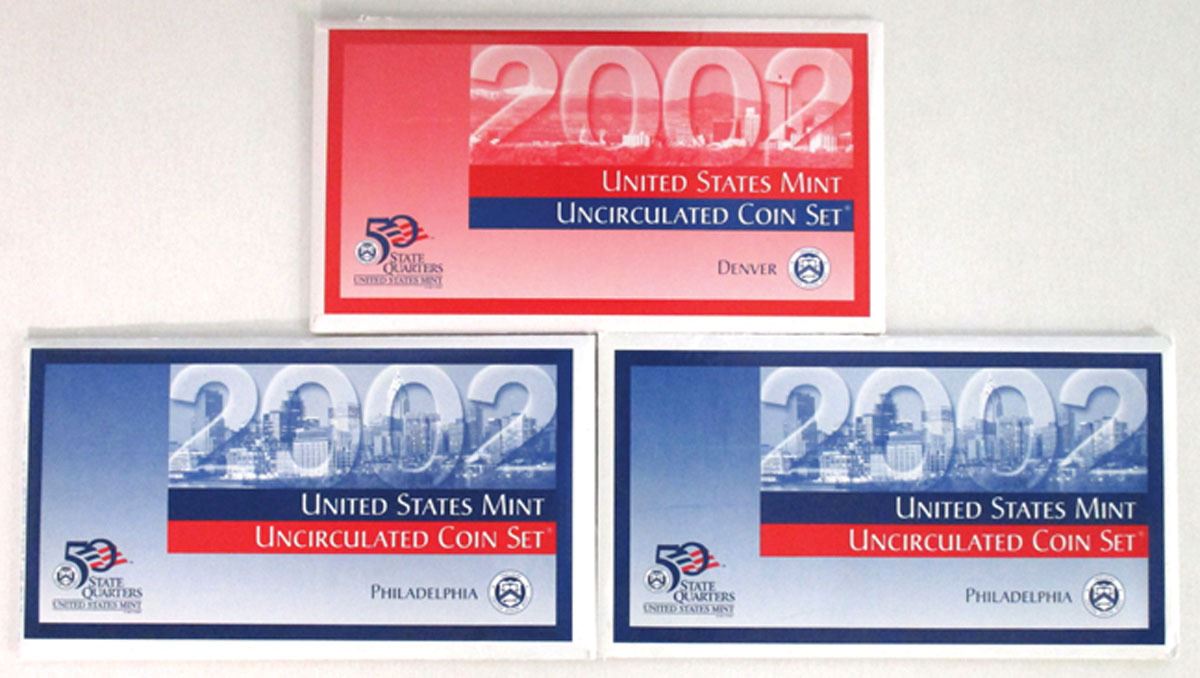 2002
UNITED STATES MINT
UNCIRCULATED COIN SET®
50
STATE
QUARTERS
UNITED STATES MINT
DENVER
2002
UNITED STATES MINT
UNCIRCULATED COIN SET®
50
STATE
QUARTERS
UNITED STATES MINT
PHILADELPHIA
2002
UNITED STATES MINT
UNCIRCULATED COIN SET®
50
STATE
QUARTERS
UNITED STATES MINT
PHILADELPHIA